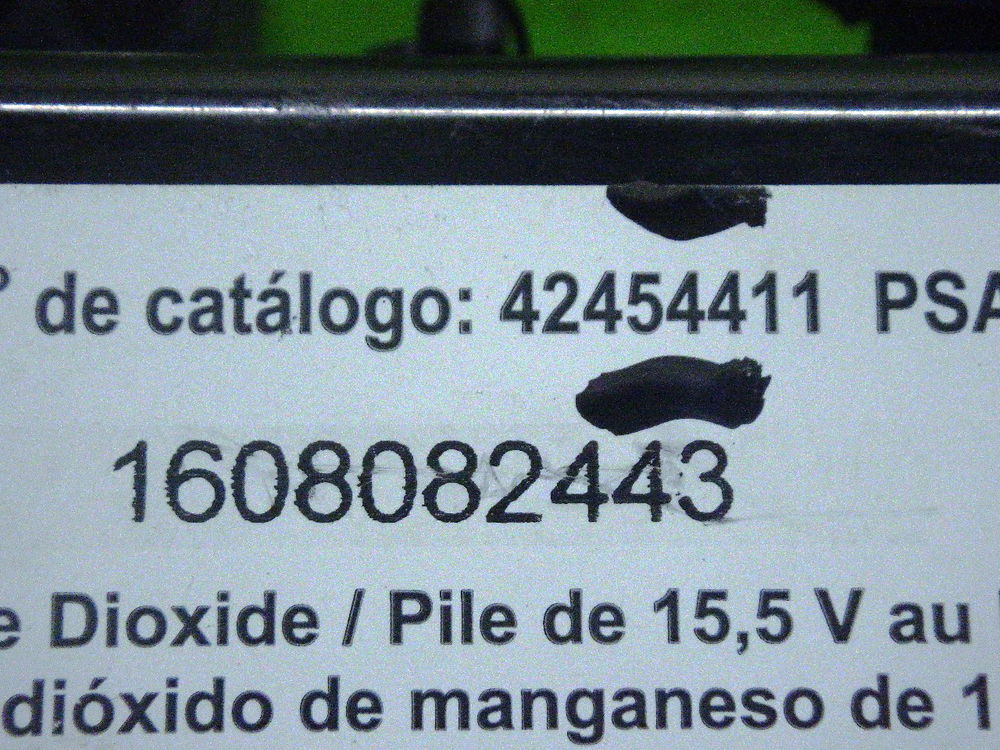 ° de catálogo: 42454411 PSA
1608082443
e Dioxide / Pile de 15,5 V au
dióxido de manganeso de 1